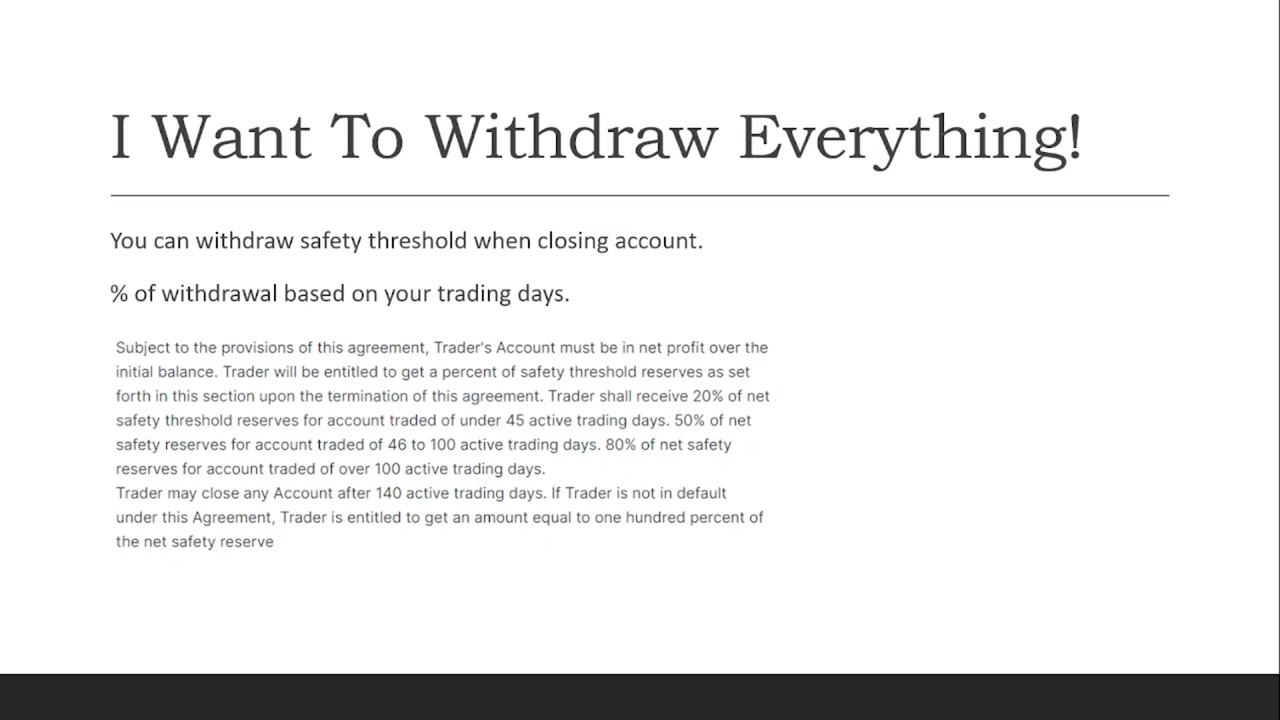 I Want To Withdraw Everything!
You can withdraw safety threshold when closing account.
% of withdrawal based on your trading days.
Subject to the provisions of this agreement, Trader's Account must be in net profit over the
initial balance. Trader will be entitled to get a percent of safety threshold reserves as set
forth in this section upon the termination of this agreement. Trader shall receive 20% of net
safety threshold reserves for account traded of under 45 active trading days. 50% of net
safety reserves for account traded of 46 to 100 active trading days. 80% of net safety
reserves for account traded of over 100 active trading days.
Trader may close any Account after 140 active trading days. If Trader is not in default
under this Agreement, Trader is entitled to get an amount equal to one hundred percent of
the net safety reserve